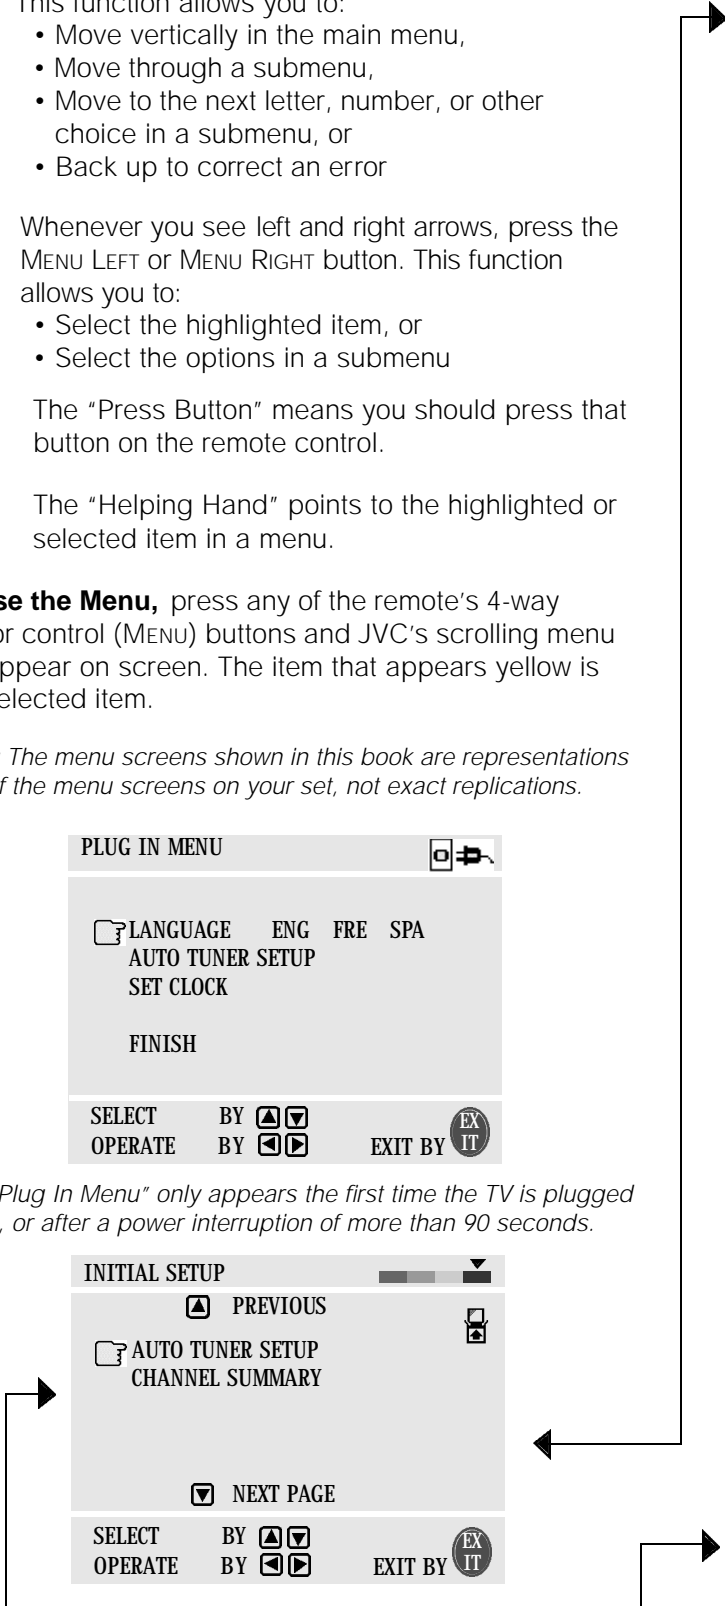 This function allows you to:
• Move vertically in the main menu,
• Move through a submenu,
• Move to the next letter, number, or other
choice in a submenu, or
• Back up to correct an error
Whenever you see left and right arrows, press the
MENU LEFT or MENU RIGHT button. This function
allows you to:
• Select the highlighted item, or
• Select the options in a submenu
The “Press Button” means you should press that
button on the remote control.
The “Helping Hand” points to the highlighted or
selected item in a menu.
se the Menu, press any of the remote’s 4-way
or control (MENU) buttons and JVC’s scrolling menu
ppear on screen. The item that appears yellow is
elected item.
: The menu screens shown in this book are representations
f the menu screens on your set, not exact replications.
PLUG IN MENU
LANGUAGE ENG FRE SPA
AUTO TUNER SETUP
SET CLOCK
FINISH
SELECT BY ▲▼
OPERATE BY ◀▶ EXIT BY EXIT
Plug In Menu” only appears the first time the TV is plugged
, or after a power interruption of more than 90 seconds.
INITIAL SETUP
▲ PREVIOUS
AUTO TUNER SETUP
CHANNEL SUMMARY
▼ NEXT PAGE
SELECT BY ▲▼
OPERATE BY ◀▶ EXIT BY EXIT